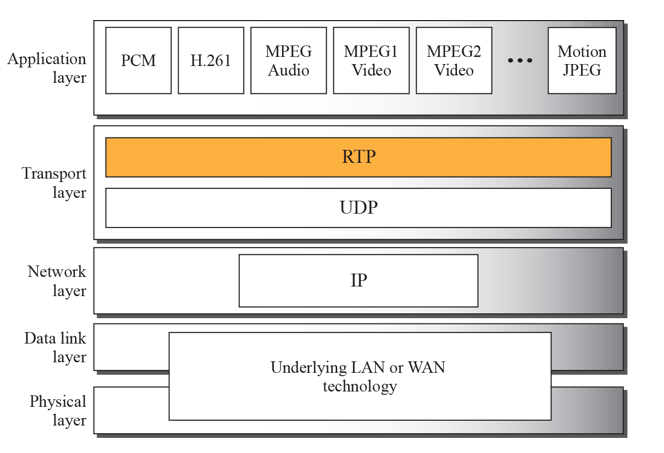 Application
layer
PCM
H.261
MPEG
Audio
MPEG1
Video
MPEG2
Video
...
Motion
JPEG
Transport
layer
RTP
UDP
Network
layer
IP
Data link
layer
Underlying LAN or WAN
technology
Physical
layer